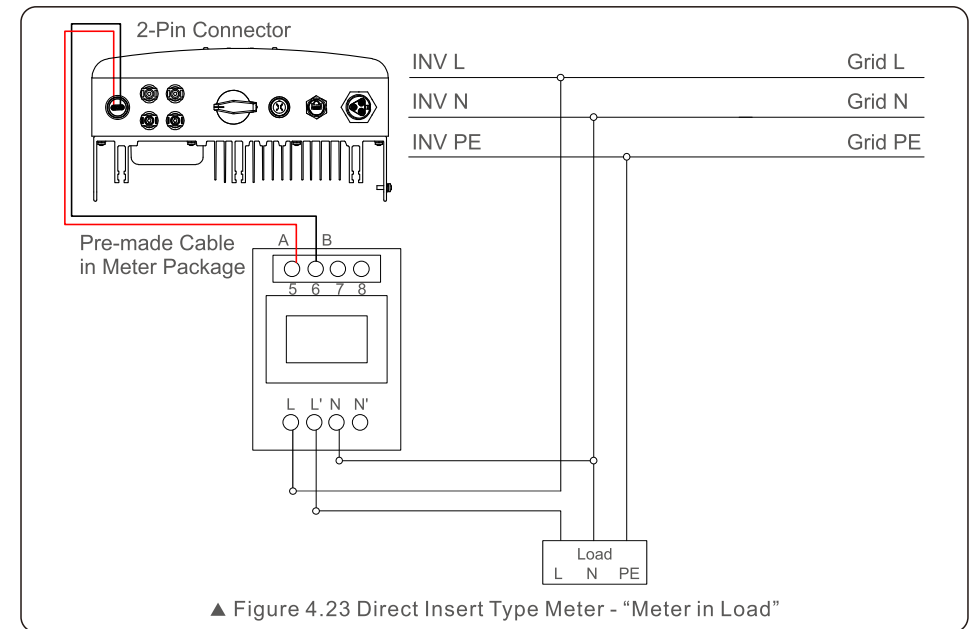 2-Pin Connector
INV L Grid L
INV N Grid N
INV PE Grid PE
Pre-made Cable
in Meter Package
A B
5 6 7 8
L L' N N'
Load
L N PE
▲ Figure 4.23 Direct Insert Type Meter - “Meter in Load”